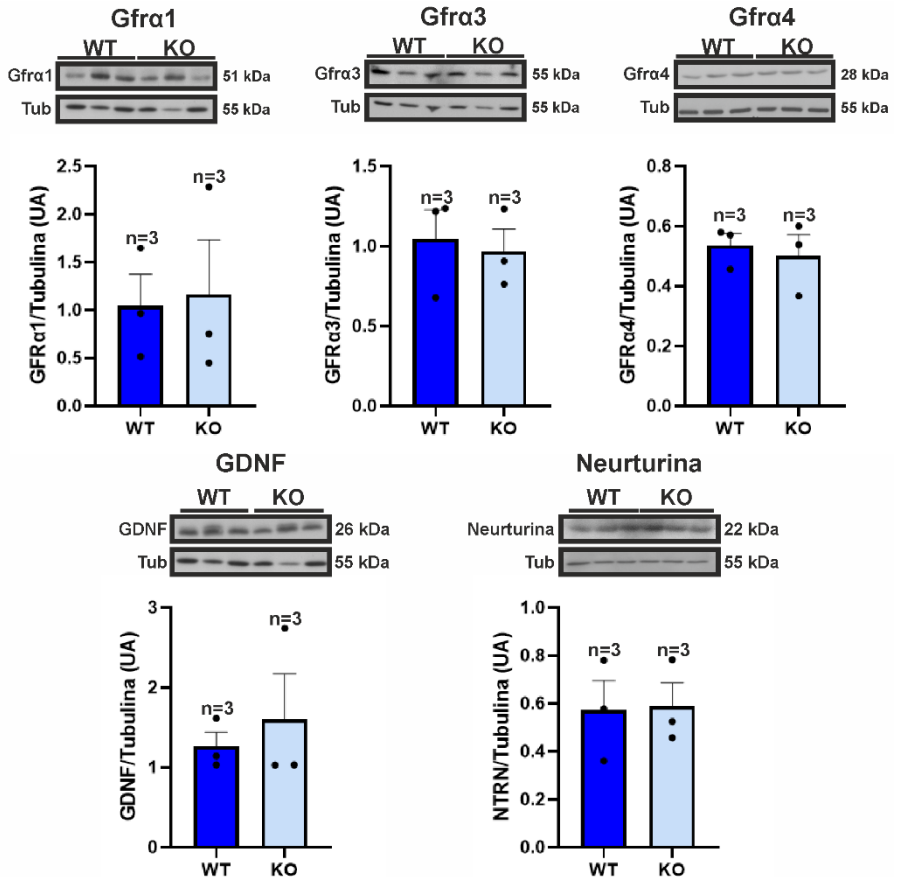 Gfrα1
WT KO
Gfrα1 51 kDa
Tub 55 kDa
GFRα1/Tubulina (UA)
2.5
2.0
1.5
1.0
0.5
0.0
n=3
n=3
WT KO
Gfrα3
WT KO
Gfrα3 55 kDa
Tub 55 kDa
GFRα3/Tubulina (UA)
1.5
1.0
0.5
0.0
n=3 n=3
WT KO
Gfrα4
WT KO
Gfrα4 28 kDa
Tub 55 kDa
GFRα4/Tubulina (UA)
0.8
0.6
0.4
0.2
0.0
n=3 n=3
WT KO
GDNF
WT KO
GDNF 26 kDa
Tub 55 kDa
GDNF/Tubulina (UA)
3
2
1
0
n=3
n=3
WT KO
Neurturina
WT KO
Neurturina 22 kDa
Tub 55 kDa
NTRN/Tubulina (UA)
1.0
0.8
0.6
0.4
0.2
0.0
n=3 n=3
WT KO